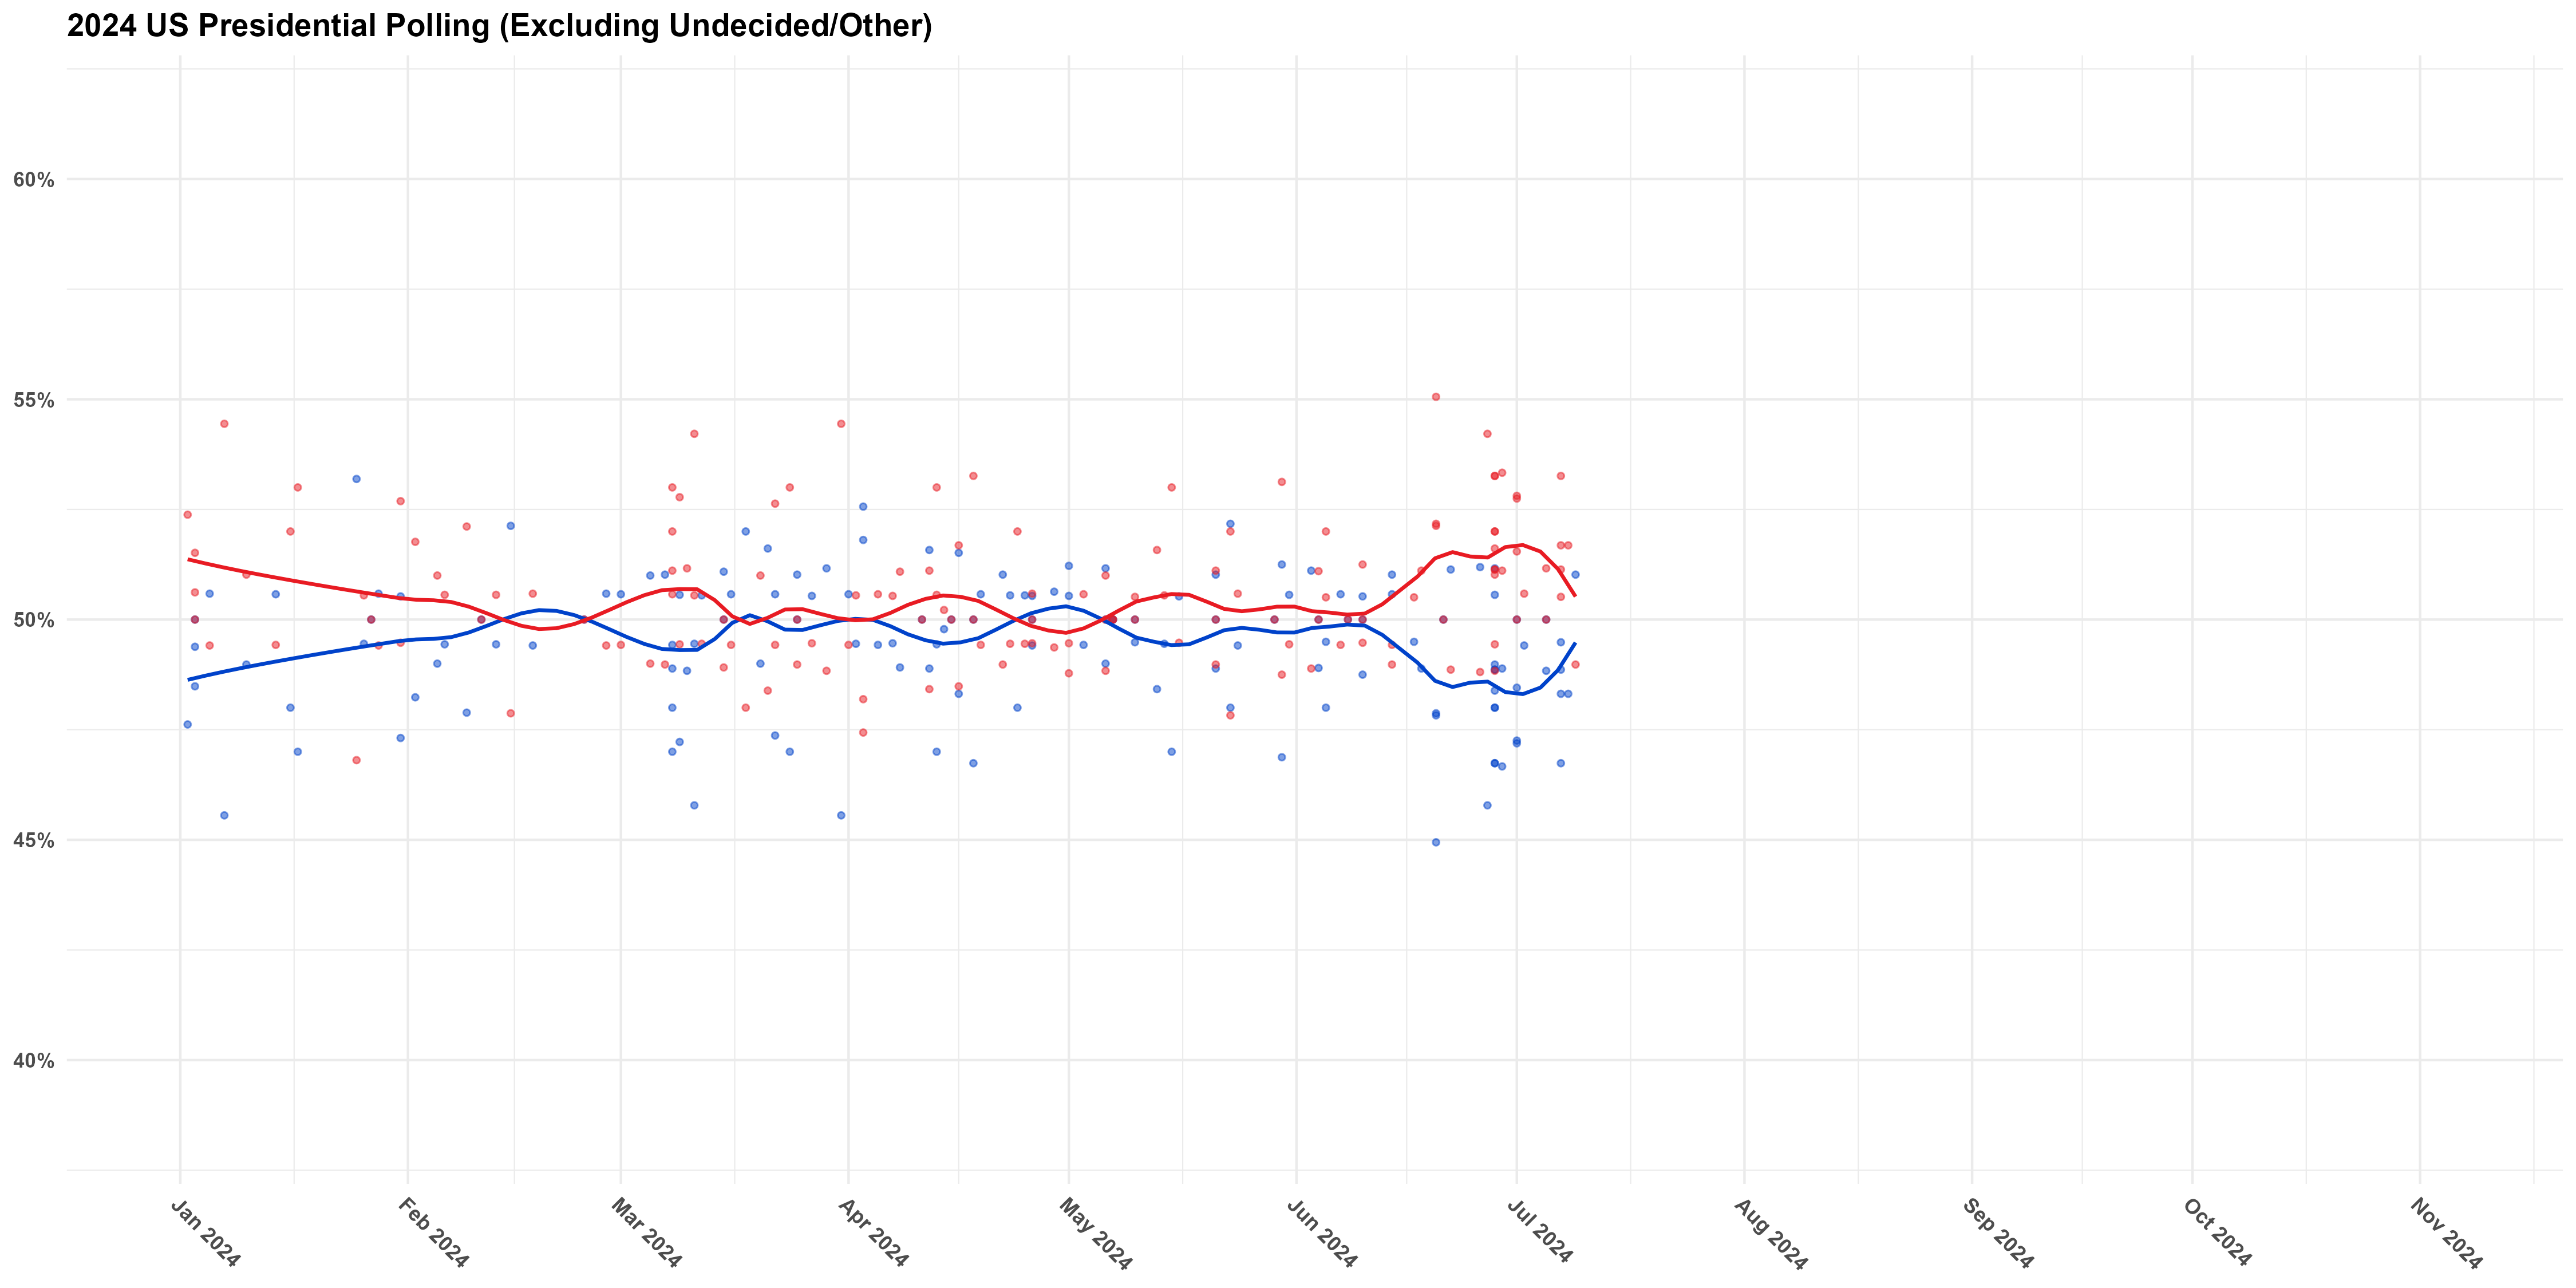 2024 US Presidential Polling (Excluding Undecided/Other)
60%
55%
50%
45%
40%
Jan 2024
Feb 2024
Mar 2024
Apr 2024
May 2024
Jun 2024
Jul 2024
Aug 2024
Sep 2024
Oct 2024
Nov 2024